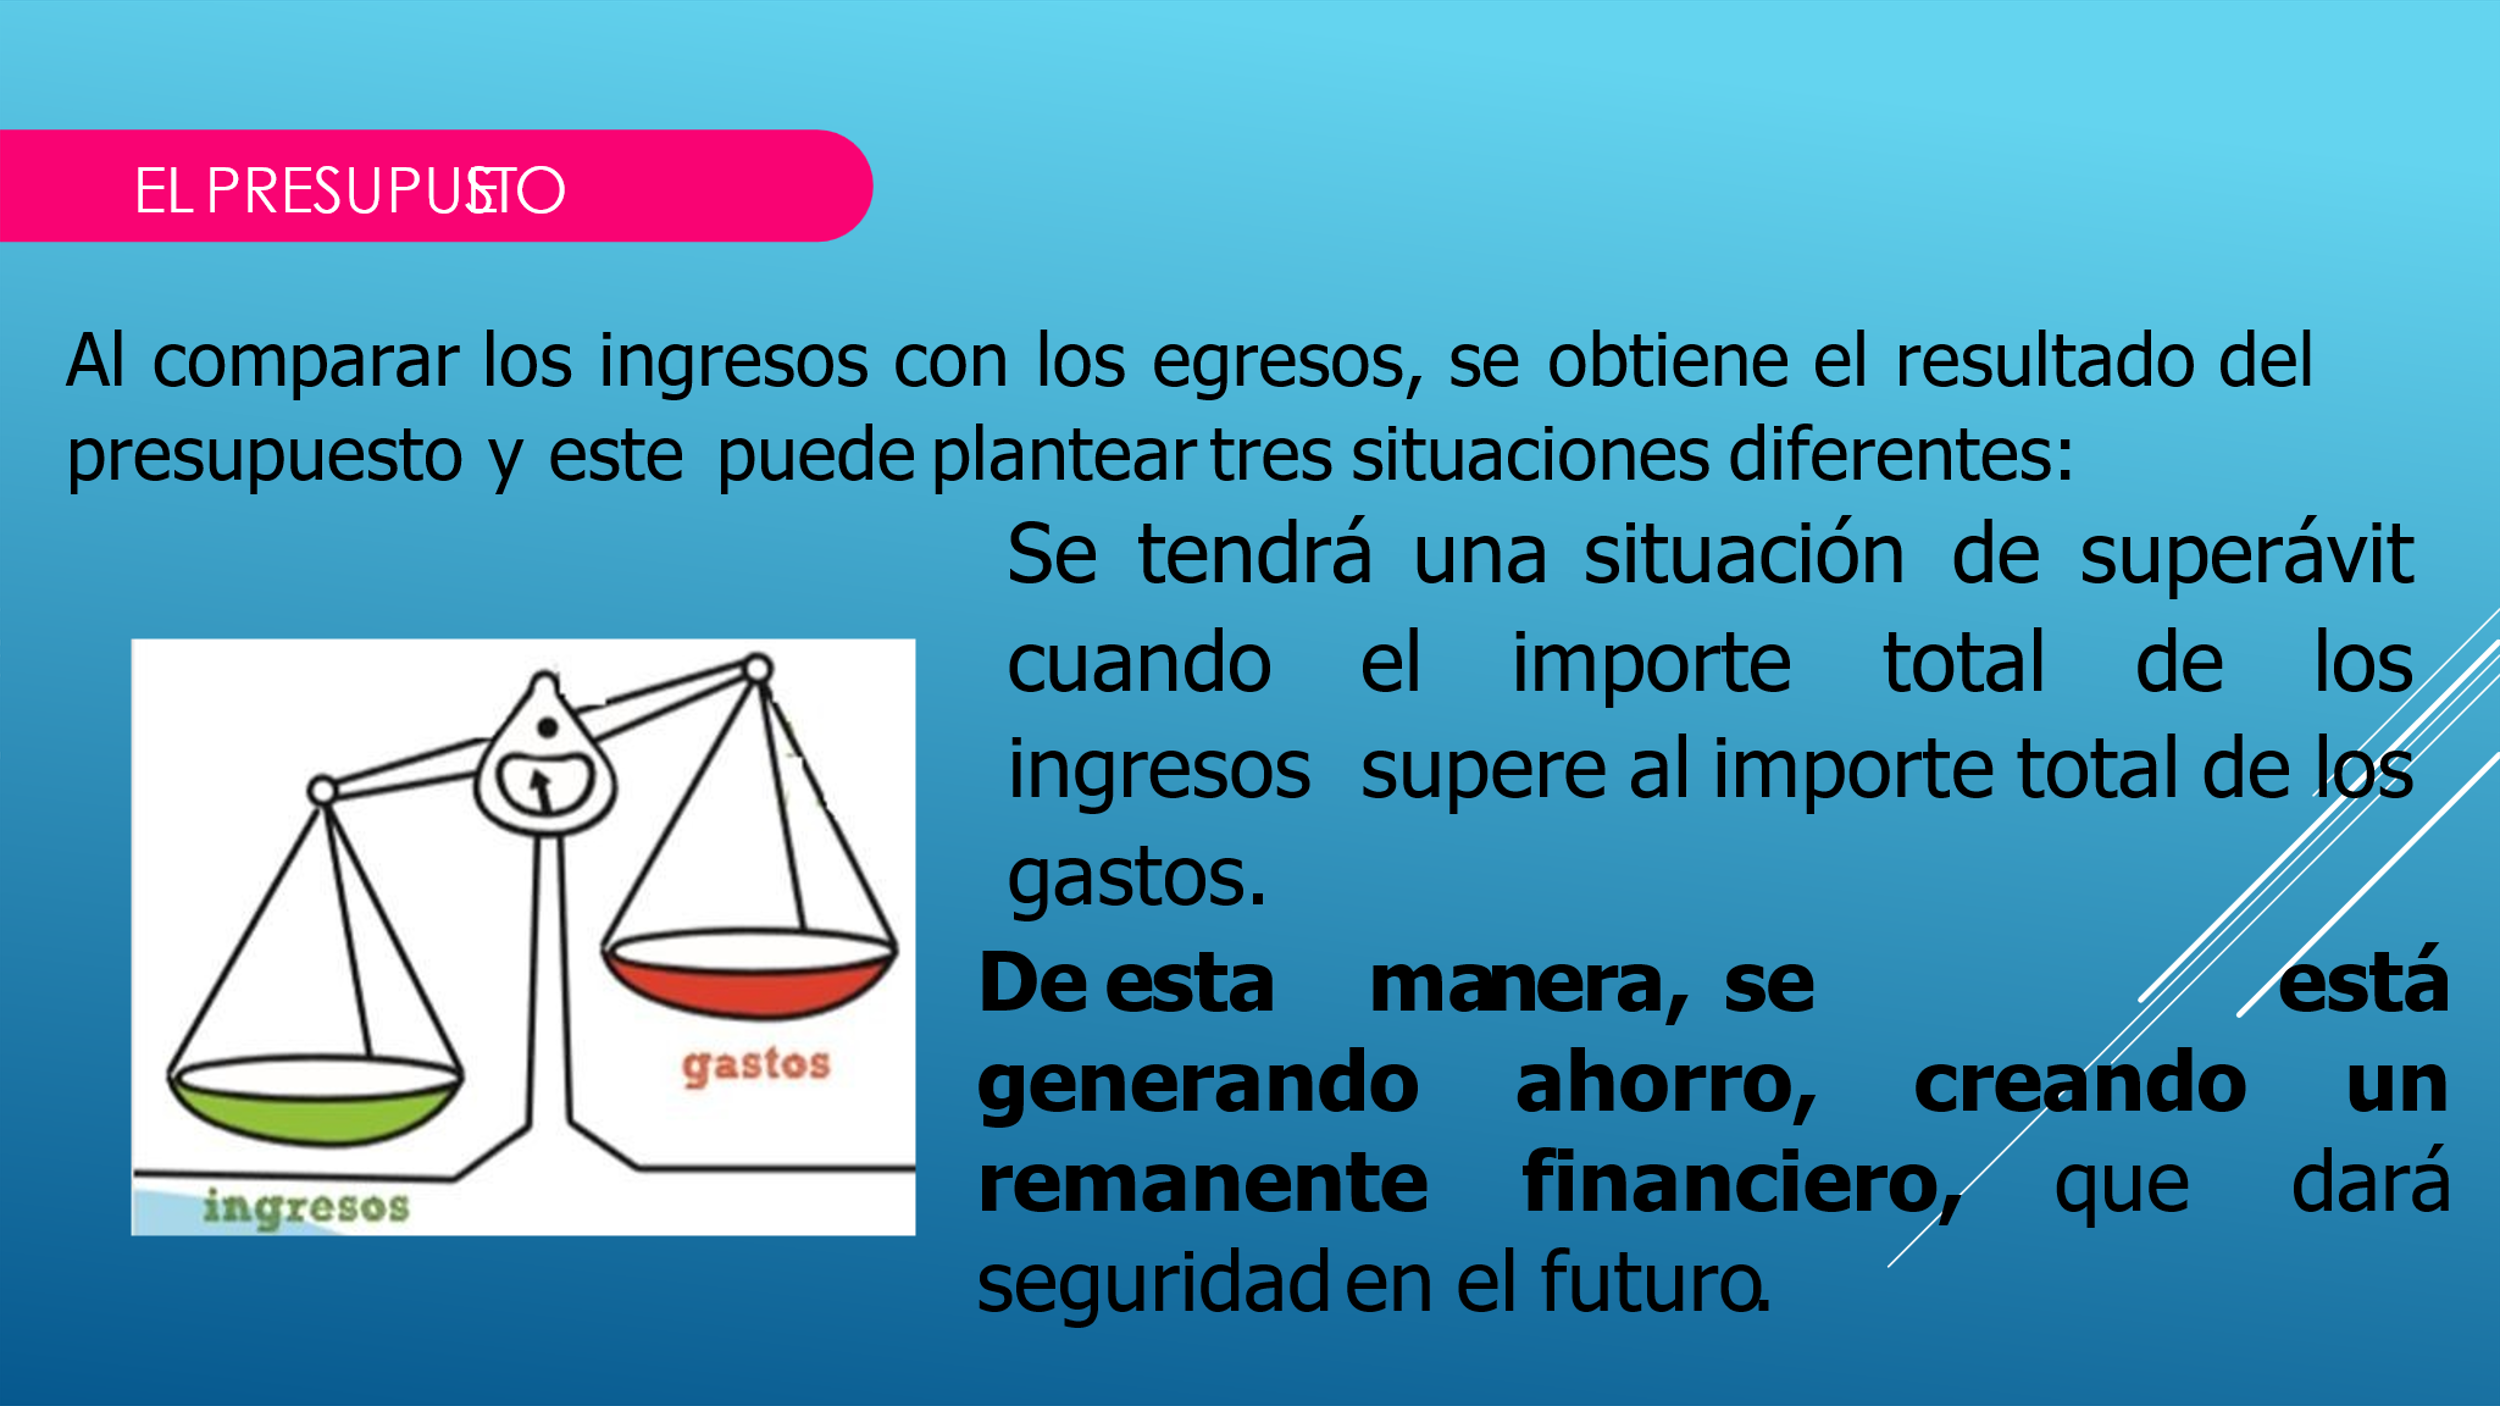 EL PRESUPUESTO
Al comparar los ingresos con los egresos, se obtiene el resultado del
presupuesto y este puede plantear tres situaciones diferentes:
Se tendrá una situación de superávit
cuando el importe total de los
ingresos supere al importe total de los
gastos.
De esta manera, se está
generando ahorro, creando un
remanente financiero, que dará
seguridad en el futuro.
gastos
ingresos